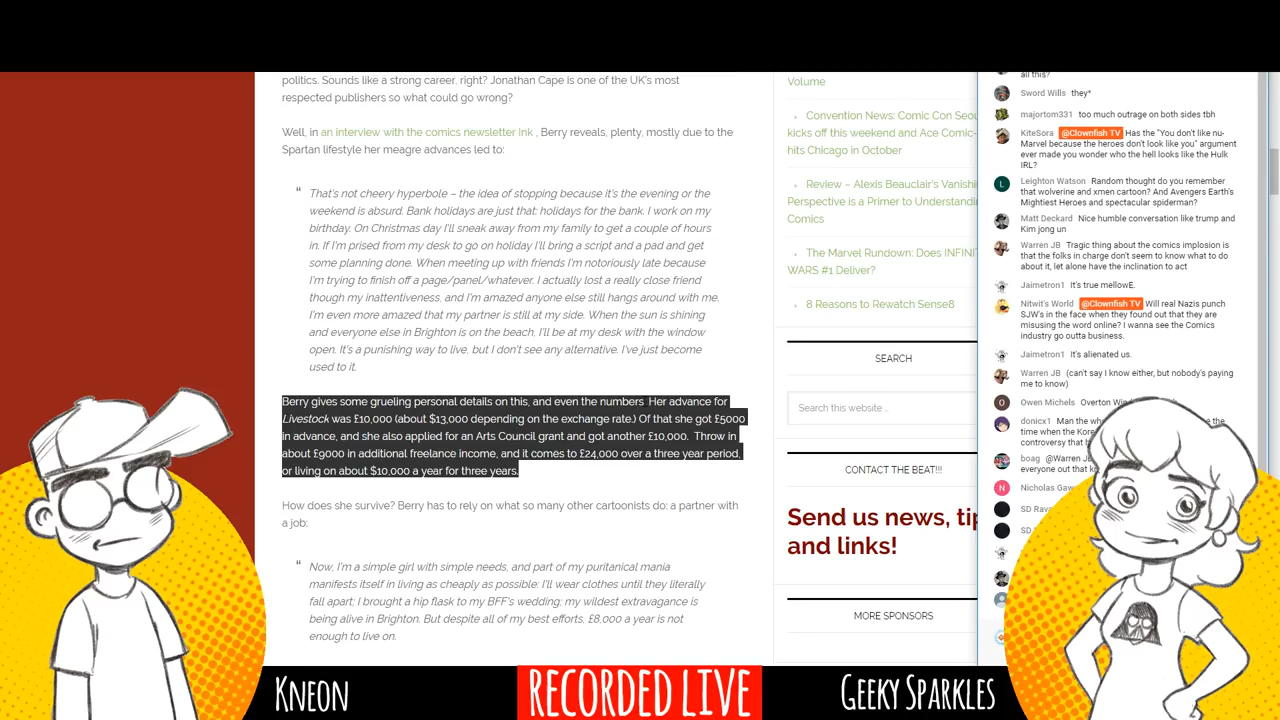 politics. Sounds like a strong career, right? Jonathan Cape is one of the UK's most
respected publishers so what could go wrong?
Well, in an interview with the comics newsletter Ink , Berry reveals, plenty, mostly due to the
Spartan lifestyle her meagre advances led to:
“
That's not cheery hyperbole – the idea of stopping because it's the evening or the
weekend is absurd. Bank holidays are just that: holidays for the bank. I work on my
birthday. On Christmas day I'll sneak away from my family to get a couple of hours
in. If I'm prised from my desk to go on holiday I'll bring a script and a pad and get
some planning done. When meeting up with friends I'm notoriously late because
I'm trying to finish off a page/panel/whatever. I actually lost a really close friend
though my inattentiveness, and I'm amazed anyone else still hangs around with me.
I'm even more amazed that my partner is still at my side. When the sun is shining
and everyone else in Brighton is on the beach, I'll be at my desk with the window
open. It's a punishing way to live, but I don't see any alternative. I've just become
used to it.
Berry gives some grueling personal details on this, and even the numbers Her advance for
Livestock was £10,000 (about $13,000 depending on the exchange rate.) Of that she got £5000
in advance, and she also applied for an Arts Council grant and got another £10,000. Throw in
about £9000 in additional freelance income, and it comes to £24,000 over a three year period,
or living on about $10,000 a year for three years.
How does she survive? Berry has to rely on what so many other cartoonists do: a partner with
a job:
“
Now, I'm a simple girl with simple needs, and part of my puritanical mania
manifests itself in living as cheaply as possible: I'll wear clothes until they literally
fall apart; I brought a hip flask to my BFF's wedding; my wildest extravagance is
being alive in Brighton. But despite all of my best efforts, £8,000 a year is not
enough to live on.
Volume
Convention News: Comic Con Seou
kicks off this weekend and Ace Comic-
hits Chicago in October
Review – Alexis Beauclair's Vanishi
Perspective is a Primer to Understandin
Comics
The Marvel Rundown: Does INFINIT
WARS #1 Deliver?
8 Reasons to Rewatch Sense8
SEARCH
Search this website …
CONTACT THE BEAT!!!
Send us news, tip
and links!
MORE SPONSORS
all this?
Sword Wills they*
majortom331 too much outrage on both sides tbh
KiteSora @Clownfish TV Has the "You don't like nu-
Marvel because the heroes don't look like you" argument
ever made you wonder who the hell looks like the Hulk
IRL?
Leighton Watson Random thought do you remember
that wolverine and xmen cartoon? And Avengers Earth's
Mightiest Heroes and spectacular spiderman?
Matt Deckard Nice humble conversation like trump and
Kim jong un
Warren JB Tragic thing about the comics implosion is
that the folks in charge don't seem to know what to do
about it, let alone have the inclination to act
Jaimetron1 It's true mellowE.
Nitwit's World @Clownfish TV Will real Nazis punch
SJW's in the face when they found out that they are
misusing the word online? I wanna see the Comics
industry go outta business.
Jaimetron1 It's alienated us.
Warren JB (can't say I know either, but nobody's paying
me to know)
Owen Michels Overton Win
donicx1 Man the wh
time when the Kore
controversy that h
boag @Warren J
everyone out that k
Nicholas Gaw
SD Rava
SD
KNEON
RECORDED LIVE
GEEKY SPARKLES